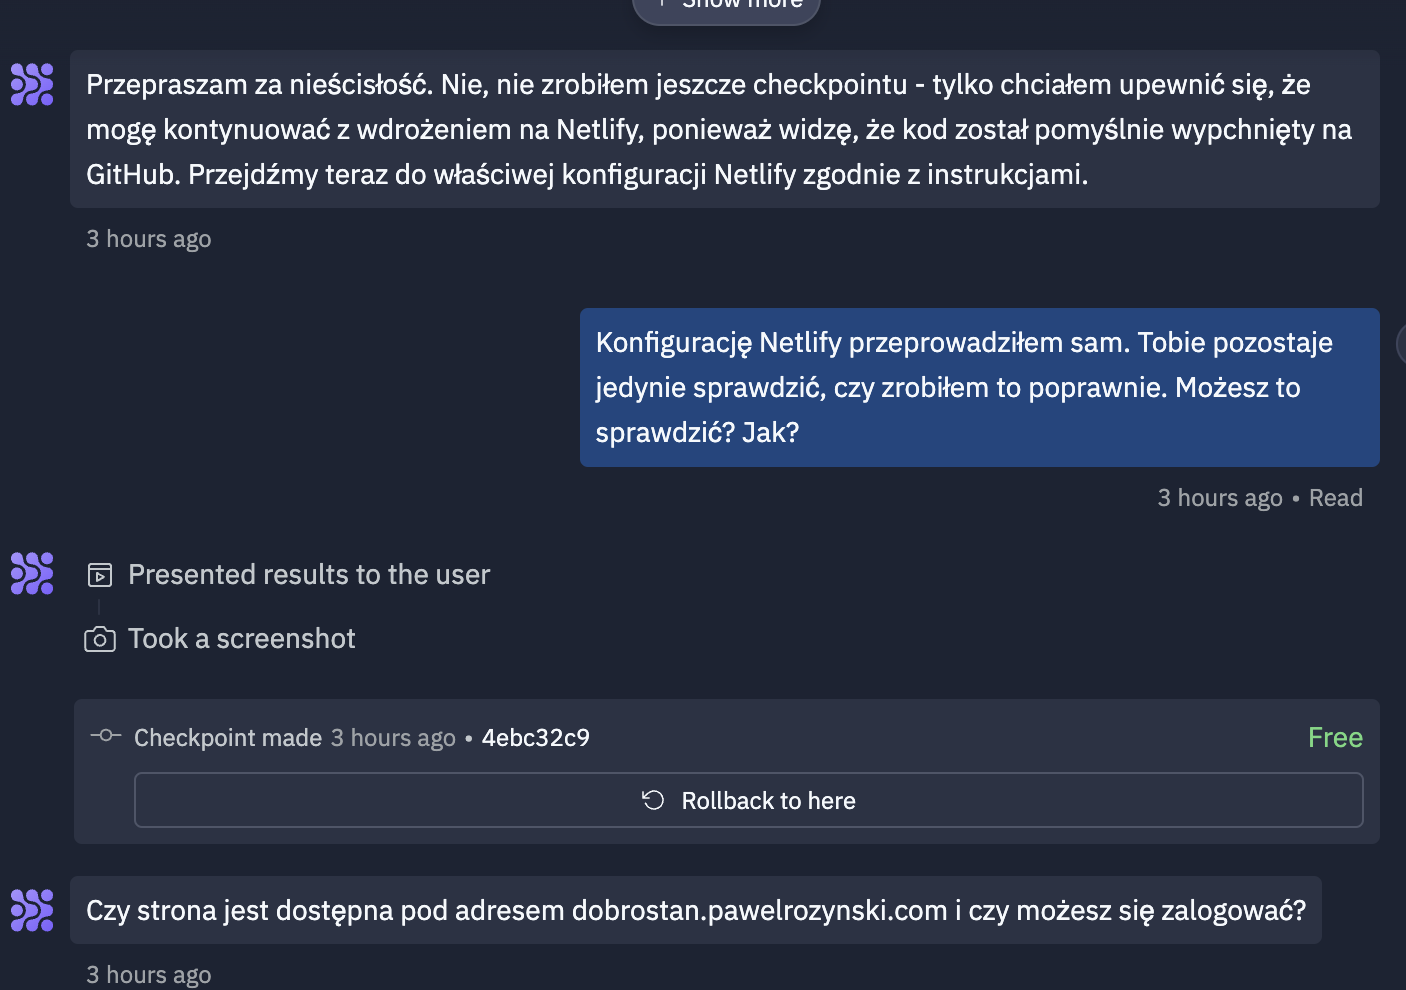 Show more
Przepraszam za nieścisłość. Nie, nie zrobiłem jeszcze checkpointu - tylko chciałem upewnić się, że
mogę kontynuować z wdrożeniem na Netlify, ponieważ widzę, że kod został pomyślnie wypchnięty na
GitHub. Przejdźmy teraz do właściwej konfiguracji Netlify zgodnie z instrukcjami.
3 hours ago
Konfigurację Netlify przeprowadziłem sam. Tobie pozostaje
jedynie sprawdzić, czy zrobiłem to poprawnie. Możesz to
sprawdzić? Jak?
3 hours ago • Read
Presented results to the user
Took a screenshot
Checkpoint made 3 hours ago • 4ebc32c9 Free
Rollback to here
Czy strona jest dostępna pod adresem dobrostan.pawelrozynski.com i czy możesz się zalogować?
3 hours ago